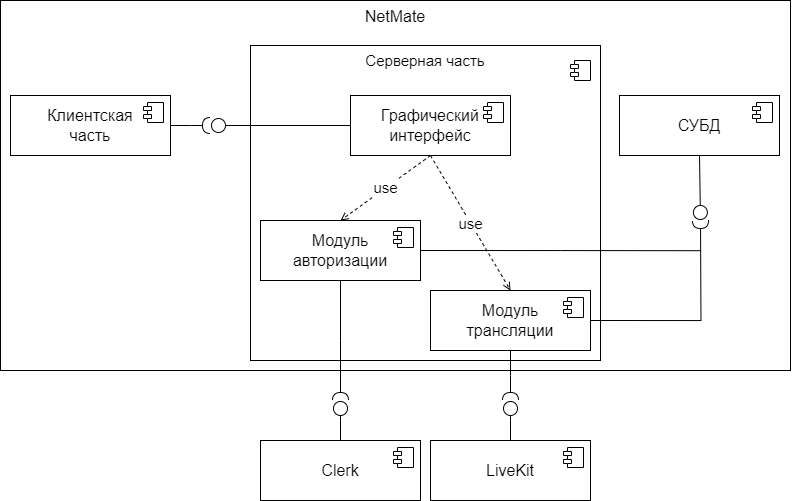 NetMate
Серверная часть
Клиентская
часть
Графический
интерфейс
СУБД
use
use
Модуль
авторизации
Модуль
трансляции
Clerk
LiveKit